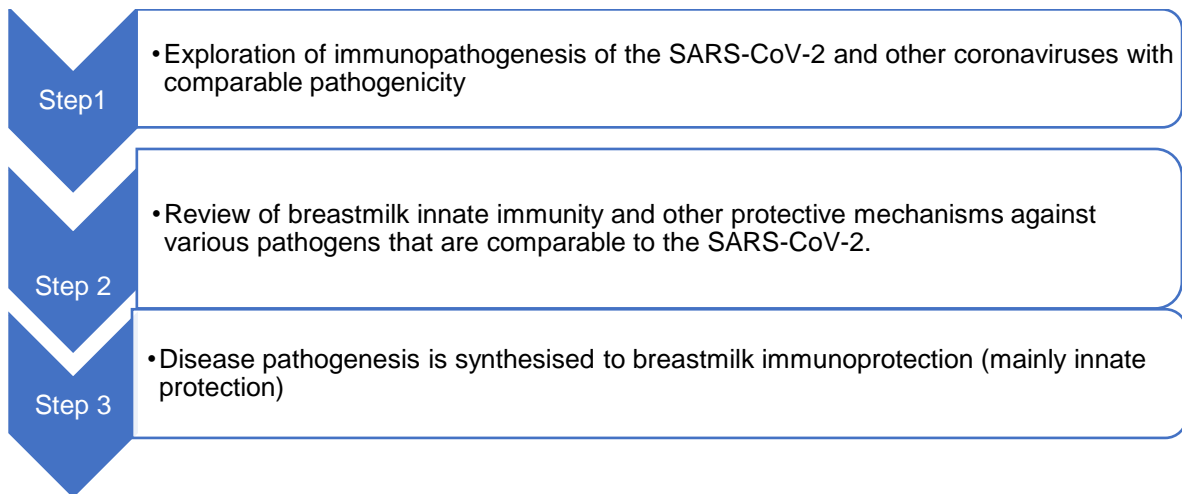 Step1
•Exploration of immunopathogenesis of the SARS-CoV-2 and other coronaviruses with
comparable pathogenicity
Step 2
•Review of breastmilk innate immunity and other protective mechanisms against
various pathogens that are comparable to the SARS-CoV-2.
Step 3
•Disease pathogenesis is synthesised to breastmilk immunoprotection (mainly innate
protection)